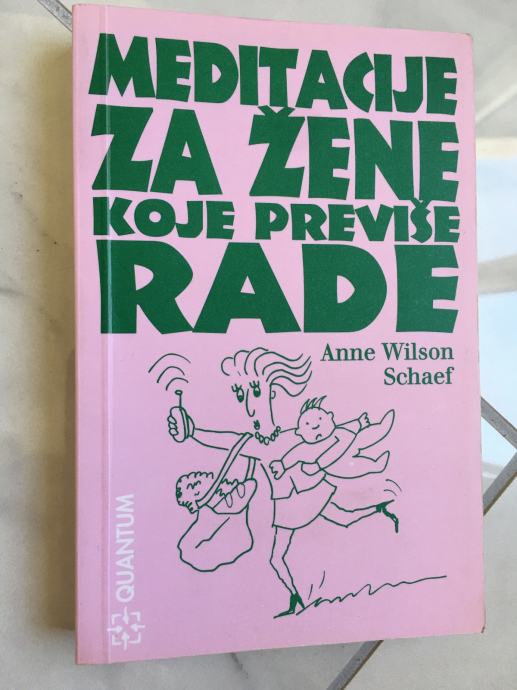 MEDITACIJE
ZA ŽENE
KOJE PREVIŠE
RADE
Anne Wilson
Schaef
QUANTUM